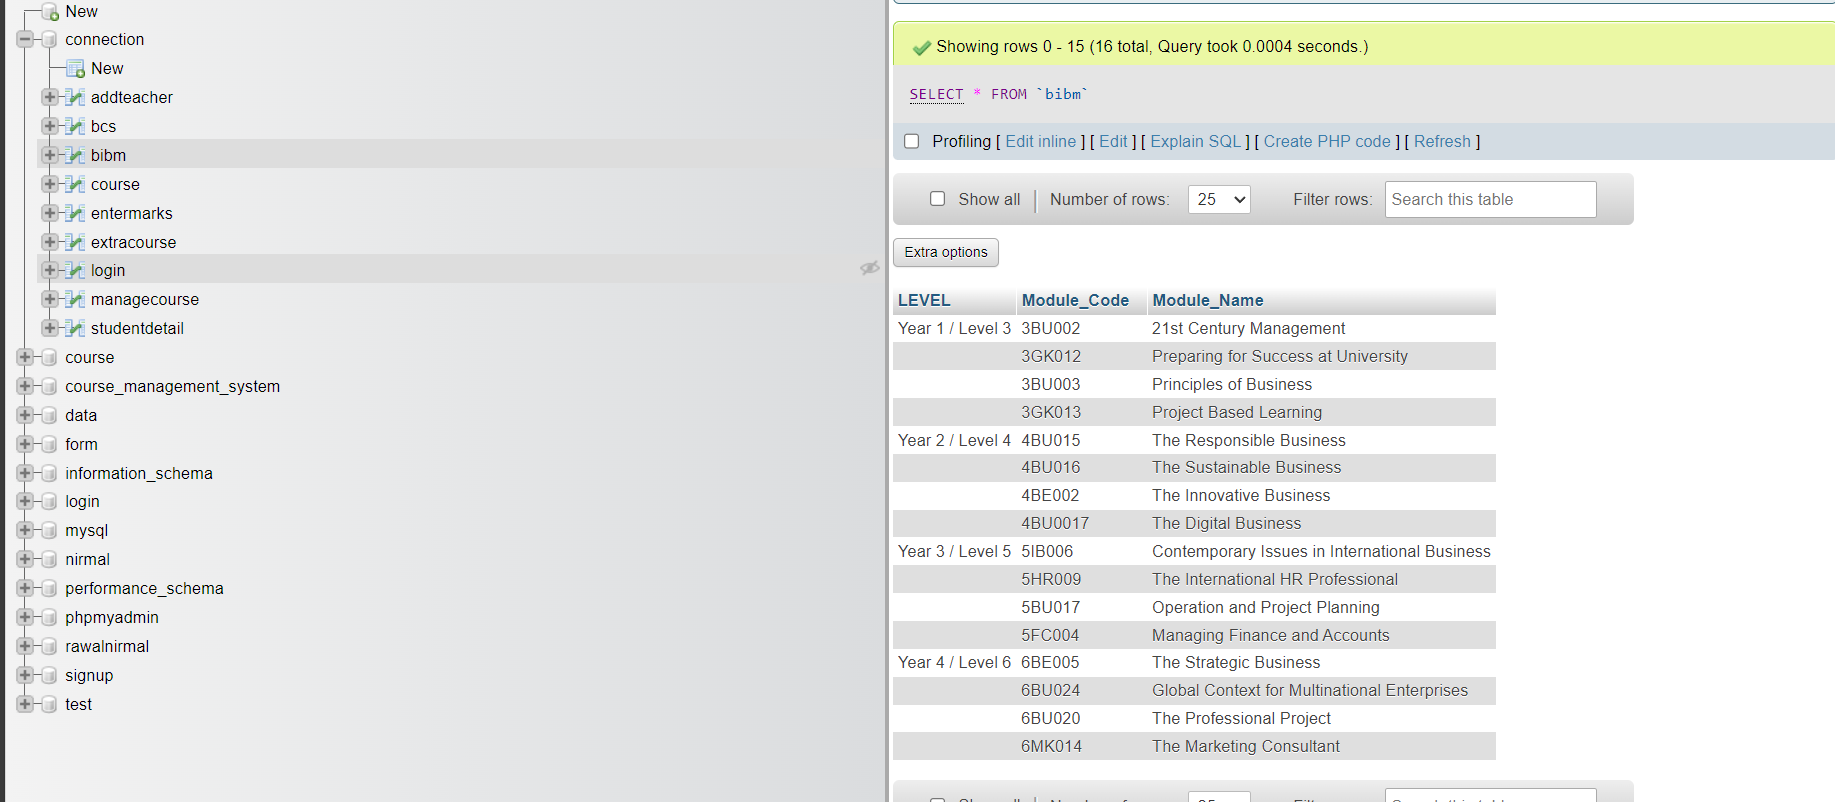 New
connection
New
addteacher
bcs
bibm
course
entermarks
extracourse
login
managecourse
studentdetail
course
course_management_system
data
form
information_schema
login
mysql
nirmal
performance_schema
phpmyadmin
rawalnirmal
signup
test
Showing rows 0 - 15 (16 total, Query took 0.0004 seconds.)
SELECT * FROM `bibm`
Profiling [ Edit inline ] [ Edit ] [ Explain SQL ] [ Create PHP code ] [ Refresh ]
Show all Number of rows: 25 Filter rows: Search this table
Extra options
LEVEL Module_Code Module_Name
Year 1 / Level 3 3BU002 21st Century Management
3GK012 Preparing for Success at University
3BU003 Principles of Business
3GK013 Project Based Learning
Year 2 / Level 4 4BU015 The Responsible Business
4BU016 The Sustainable Business
4BE002 The Innovative Business
4BU0017 The Digital Business
Year 3 / Level 5 5IB006 Contemporary Issues in International Business
5HR009 The International HR Professional
5BU017 Operation and Project Planning
5FC004 Managing Finance and Accounts
Year 4 / Level 6 6BE005 The Strategic Business
6BU024 Global Context for Multinational Enterprises
6BU020 The Professional Project
6MK014 The Marketing Consultant